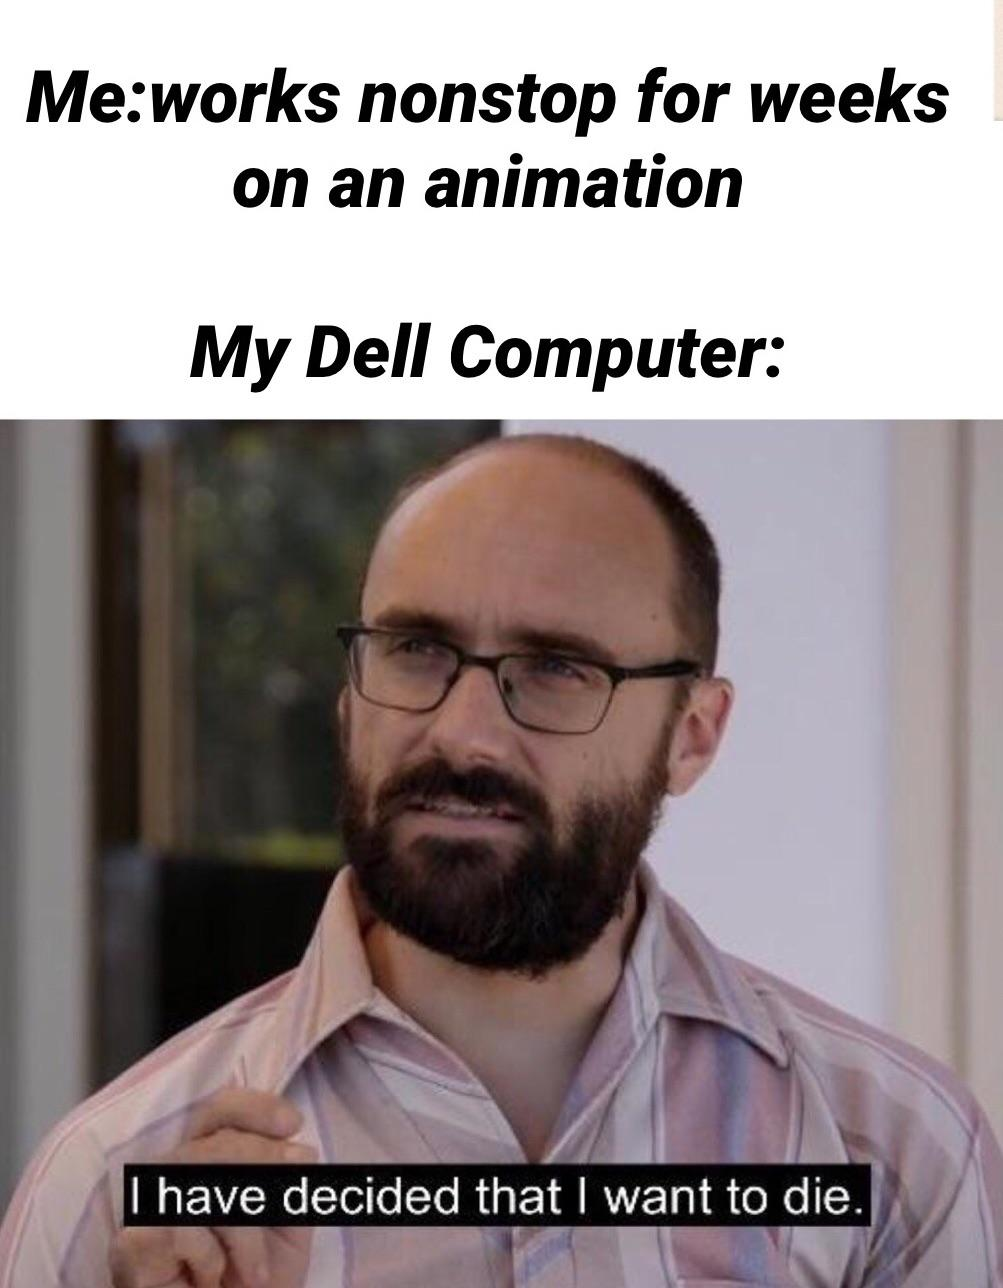 Me:works nonstop for weeks
on an animation
My Dell Computer:
I have decided that I want to die.